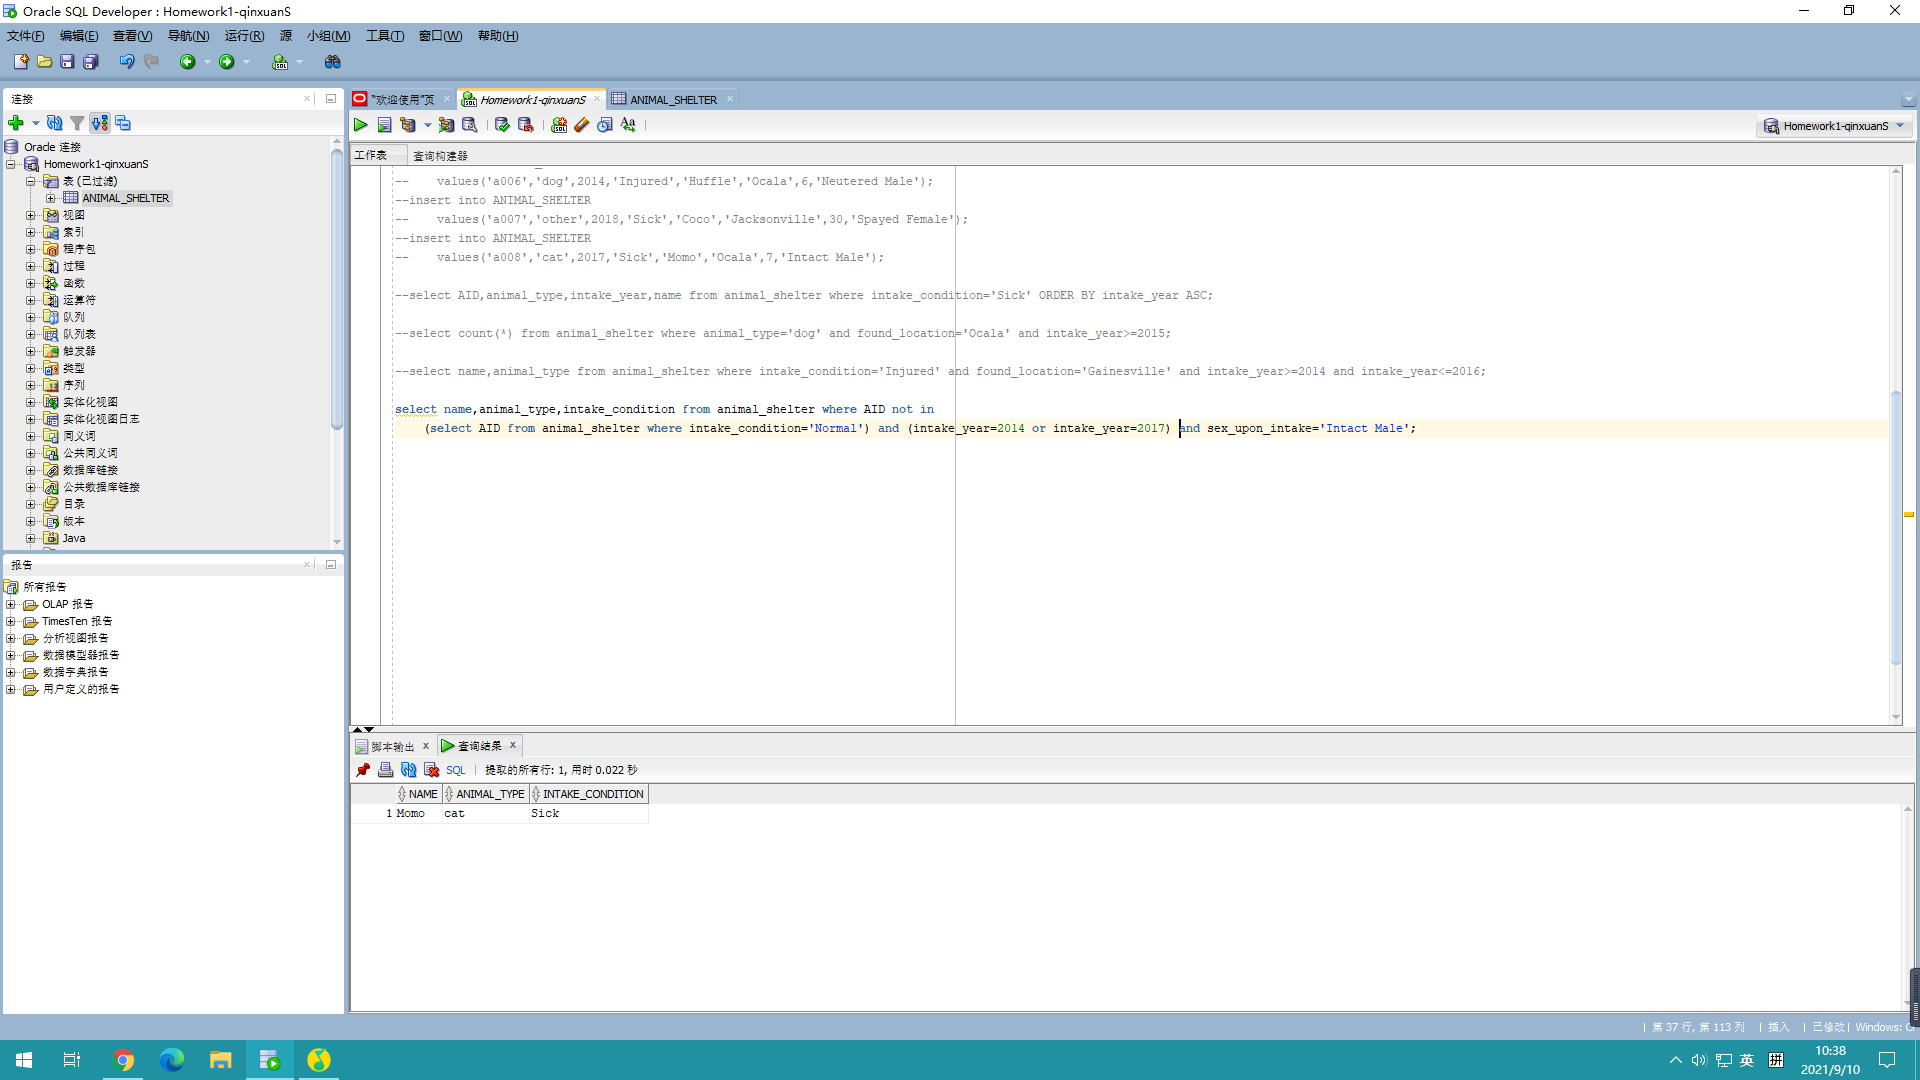 Oracle SQL Developer : Homework1-qinxuanS
文件(F) 编辑(E) 查看(V) 导航(N) 运行(R) 源 小组(M) 工具(T) 窗口(W) 帮助(H)
连接
Oracle 连接
Homework1-qinxuanS
表 (已过滤)
ANIMAL_SHELTER
视图
索引
程序包
过程
函数
运算符
队列
队列表
触发器
类型
序列
实体化视图
实体化视图日志
同义词
公共同义词
数据库链接
公共数据库链接
目录
版本
Java
报告
所有报告
OLAP 报告
TimesTen 报告
分析视图报告
数据模型器报告
数据字典报告
用户定义的报告
"欢迎使用"页 Homework1-qinxuanS ANIMAL_SHELTER
Homework1-qinxuanS
工作表 查询构建器
-- values('a006','dog',2014,'Injured','Huffle','Ocala',6,'Neutered Male');
--insert into ANIMAL_SHELTER
-- values('a007','other',2018,'Sick','Coco','Jacksonville',30,'Spayed Female');
--insert into ANIMAL_SHELTER
-- values('a008','cat',2017,'Sick','Momo','Ocala',7,'Intact Male');
--select AID,animal_type,intake_year,name from animal_shelter where intake_condition='Sick' ORDER BY intake_year ASC;
--select count(*) from animal_shelter where animal_type='dog' and found_location='Ocala' and intake_year>=2015;
--select name,animal_type from animal_shelter where intake_condition='Injured' and found_location='Gainesville' and intake_year>=2014 and intake_year<=2016;
select name,animal_type,intake_condition from animal_shelter where AID not in
(select AID from animal_shelter where intake_condition='Normal') and (intake_year=2014 or intake_year=2017) and sex_upon_intake='Intact Male';
脚本输出 x 查询结果 x
SQL | 提取的所有行: 1, 用时 0.022 秒
NAME ANIMAL_TYPE INTAKE_CONDITION
1 Momo cat Sick
| 第 37 行, 第 113 列 | 插入 | 已修改 | Windows: C
英 拼 10:38
2021/9/10